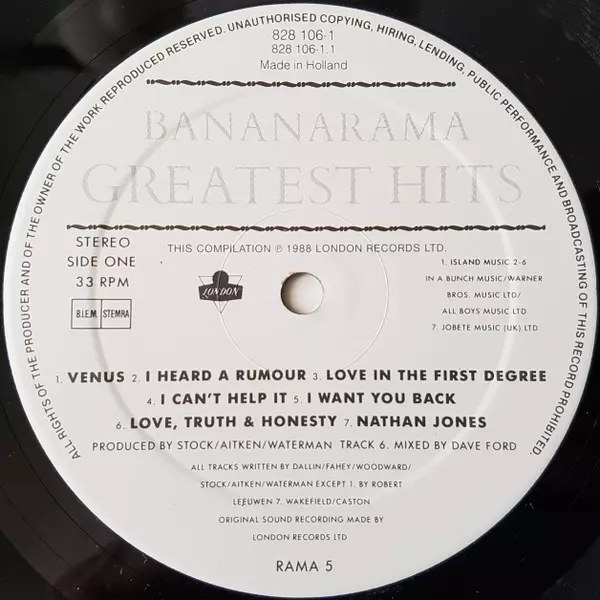 ALL RIGHTS OF THE PRODUCER AND OF THE OWNER OF THE WORK REPRODUCED RESERVED. UNAUTHORISED COPYING, HIRING, LENDING, PUBLIC PERFORMANCE AND BROADCASTING OF THIS RECORD PROHIBITED.
828 106-1
828 106-1.1
Made in Holland
BANANARAMA
GREATEST HITS
STEREO
SIDE ONE
33 RPM
B.I.E.M. STEMRA
THIS COMPILATION ℗ 1988 LONDON RECORDS LTD.
LONDON
1. ISLAND MUSIC 2-6
IN A BUNCH MUSIC/WARNER
BROS. MUSIC LTD/
ALL BOYS MUSIC LTD
7. JOBETE MUSIC (UK) LTD
1. VENUS 2. I HEARD A RUMOUR 3. LOVE IN THE FIRST DEGREE
4. I CAN'T HELP IT 5. I WANT YOU BACK
6. LOVE, TRUTH & HONESTY 7. NATHAN JONES
PRODUCED BY STOCK/AITKEN/WATERMAN TRACK 6. MIXED BY DAVE FORD
ALL TRACKS WRITTEN BY DALLIN/FAHEY/WOODWARD/
STOCK/AITKEN/WATERMAN EXCEPT 1. BY ROBERT
LEEUWEN 7. WAKEFIELD/CASTON
ORIGINAL SOUND RECORDING MADE BY
LONDON RECORDS LTD
RAMA 5